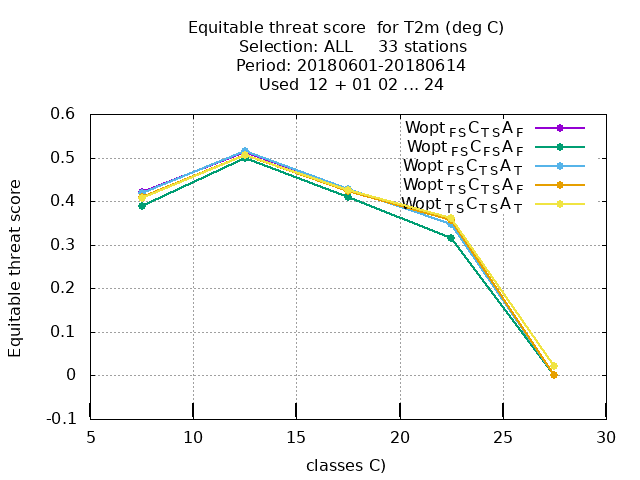 Equitable threat score for T2m (deg C)
Selection: ALL 33 stations
Period: 20180601-20180614
Used 12 + 01 02 ... 24
0.6
0.5
0.4
0.3
0.2
0.1
0
-0.1
Equitable threat score
Wopt FS C TS A F
Wopt FS C FS A F
Wopt FS C TS A T
Wopt TS C TS A F
Wopt TS C TS A T
5 10 15 20 25 30
classes C)